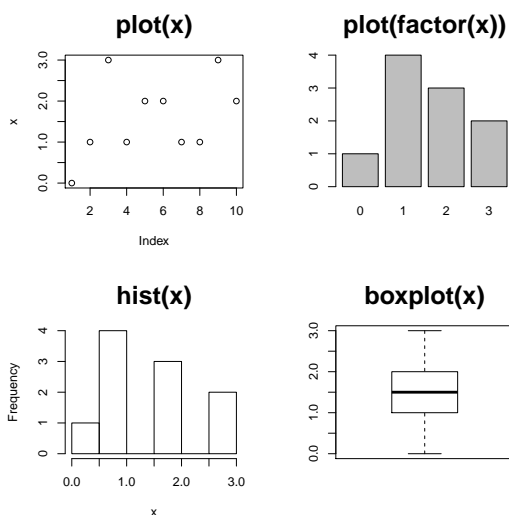 plot(x)
x
0.0 1.0 2.0 3.0
2 4 6 8 10
Index
plot(factor(x))
0 1 2 3 4
0 1 2 3
hist(x)
Frequency
0 1 2 3 4
0.0 1.0 2.0 3.0
x
boxplot(x)
0.0 1.0 2.0 3.0